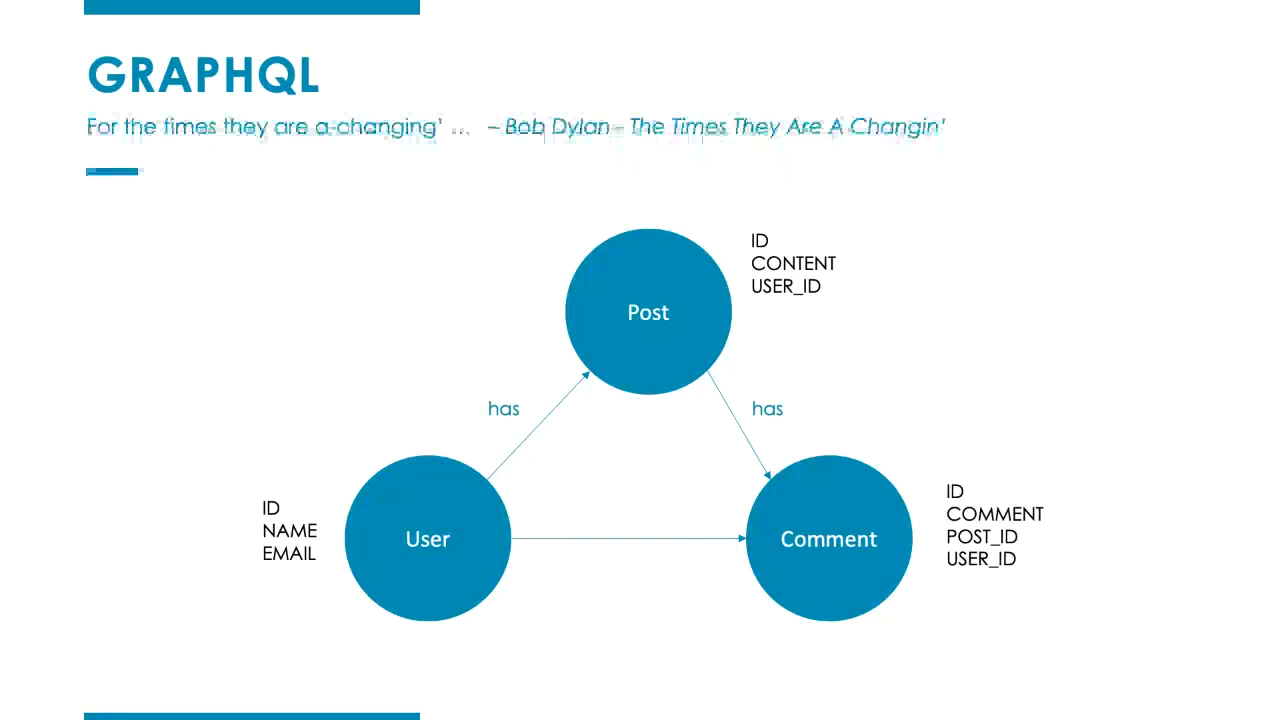 GRAPHQL
For the times they are a-changing' … – Bob Dylan – The Times They Are A Changin'
Post
ID
CONTENT
USER_ID
has
has
ID
NAME
EMAIL
User
Comment
ID
COMMENT
POST_ID
USER_ID